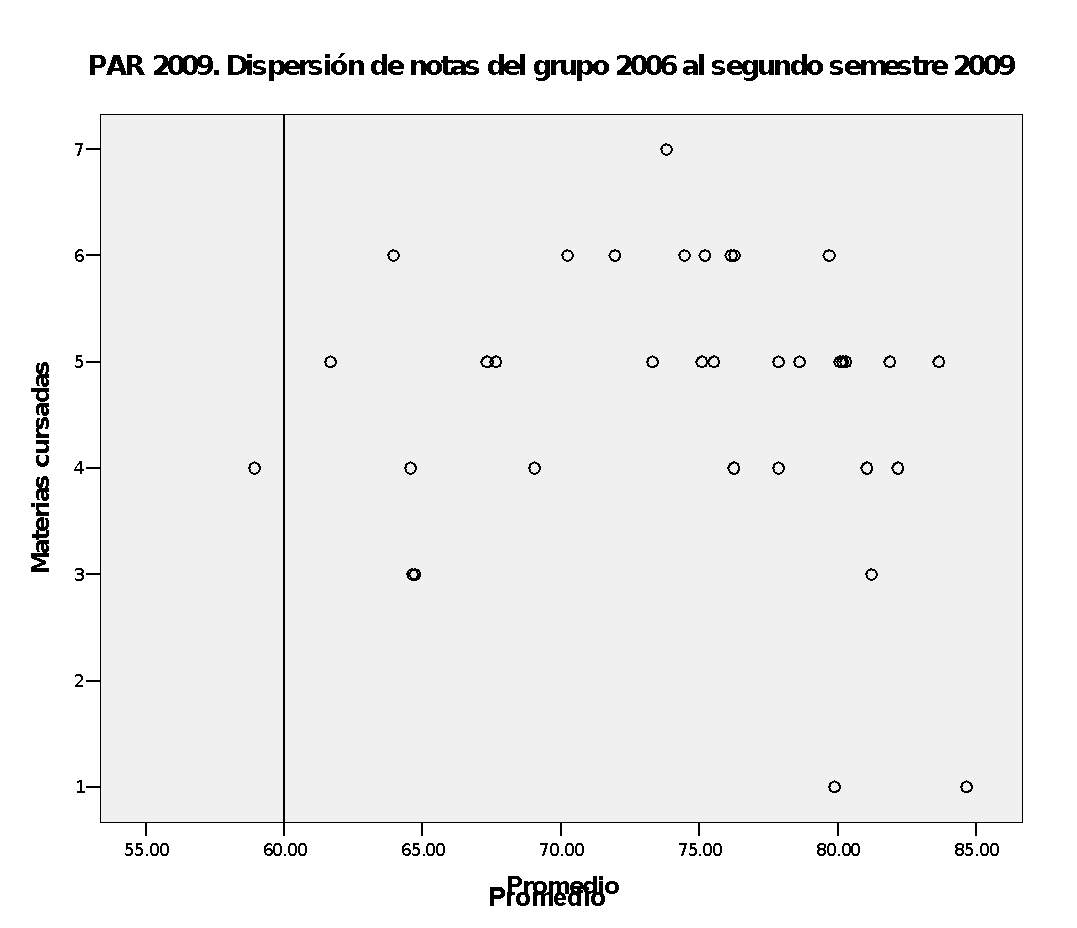 PAR 2009. Dispersión de notas del grupo 2006 al segundo semestre 2009
Materias cursadas
7
6
5
4
3
2
1
55.00 60.00 65.00 70.00 75.00 80.00 85.00
Promedio
Promedio